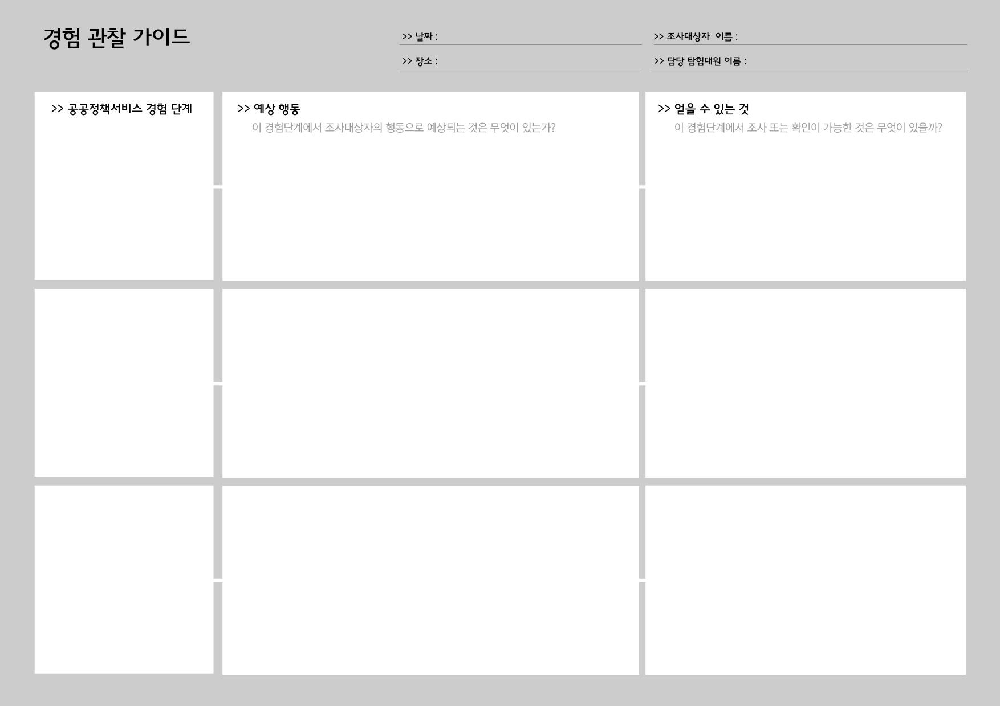 경험 관찰 가이드
>> 날짜 :
>> 조사대상자 이름 :
>> 장소 :
>> 담당 탐험대원 이름 :
>> 공공정책서비스 경험 단계
>> 예상 행동
이 경험단계에서 조사대상자의 행동으로 예상되는 것은 무엇이 있는가?
>> 얻을 수 있는 것
이 경험단계에서 조사 또는 확인이 가능한 것은 무엇이 있을까?